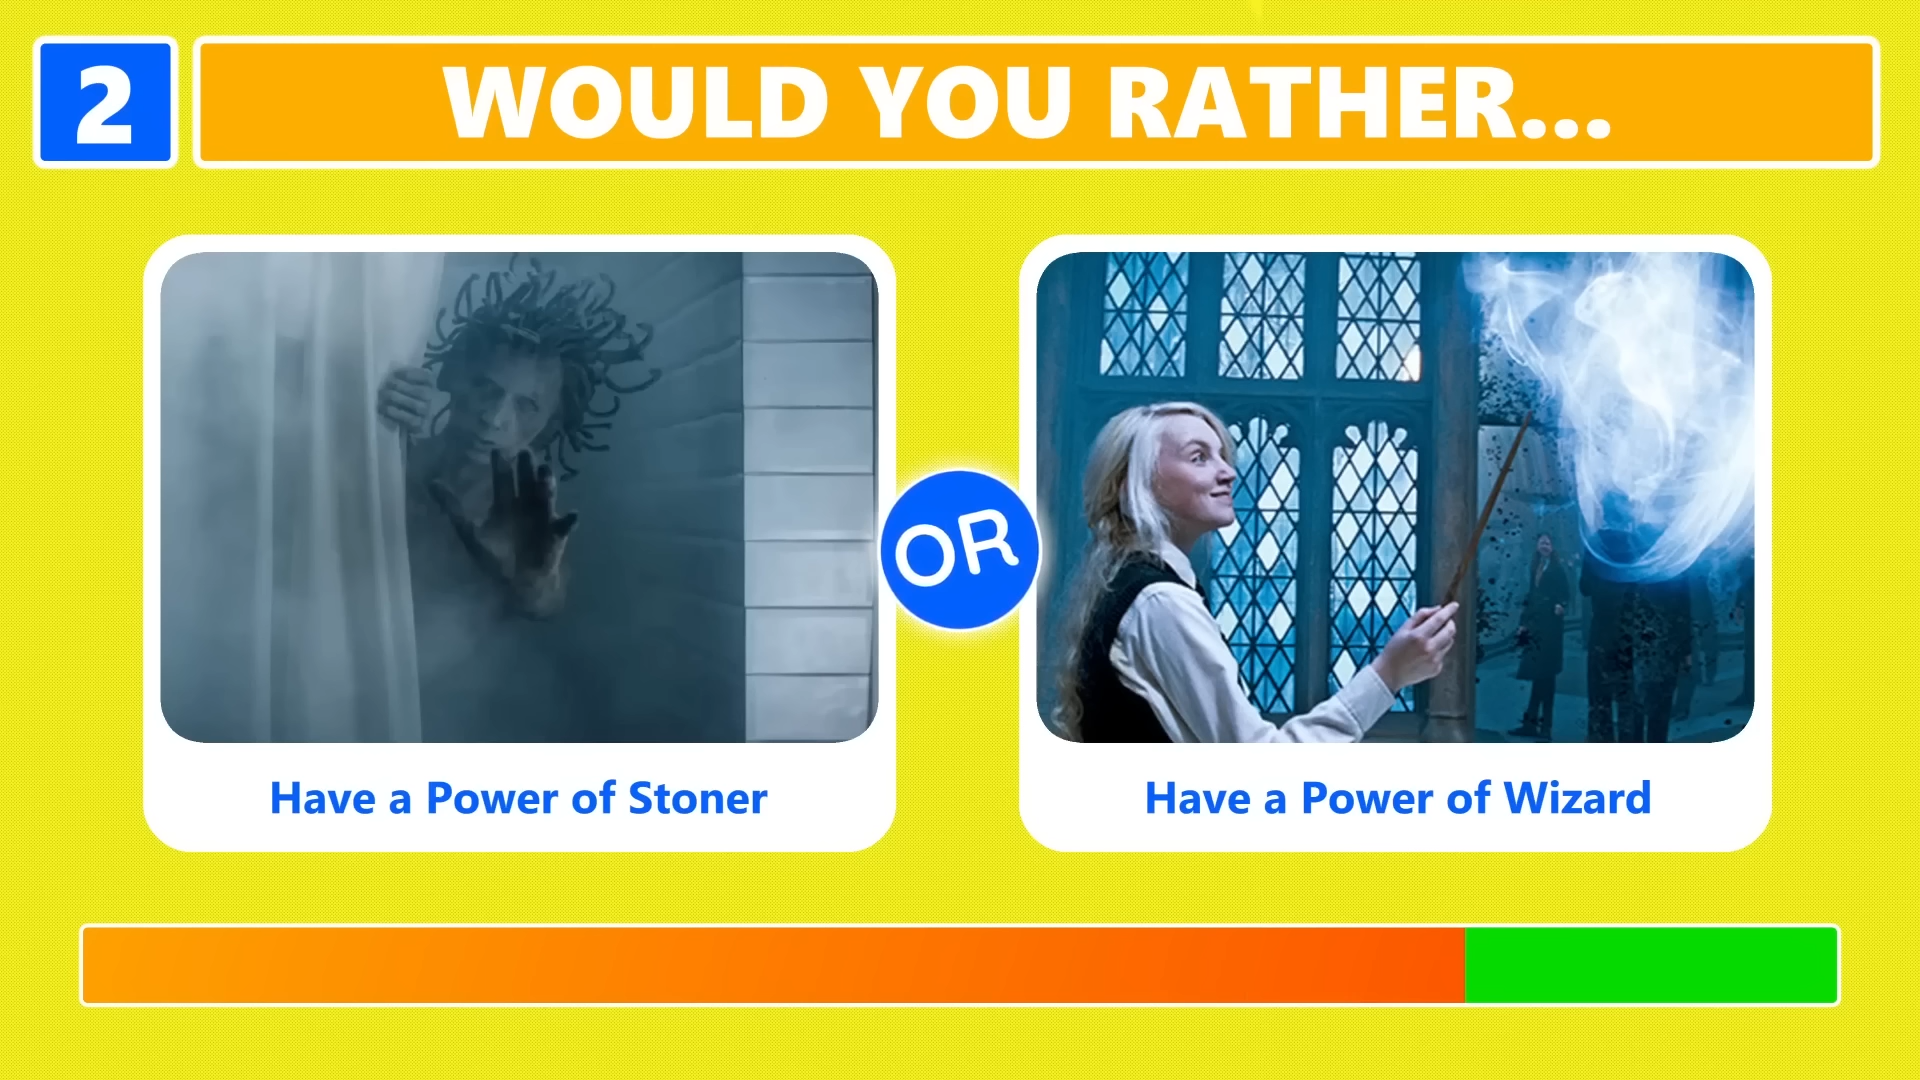 2
WOULD YOU RATHER...
OR
Have a Power of Stoner
Have a Power of Wizard